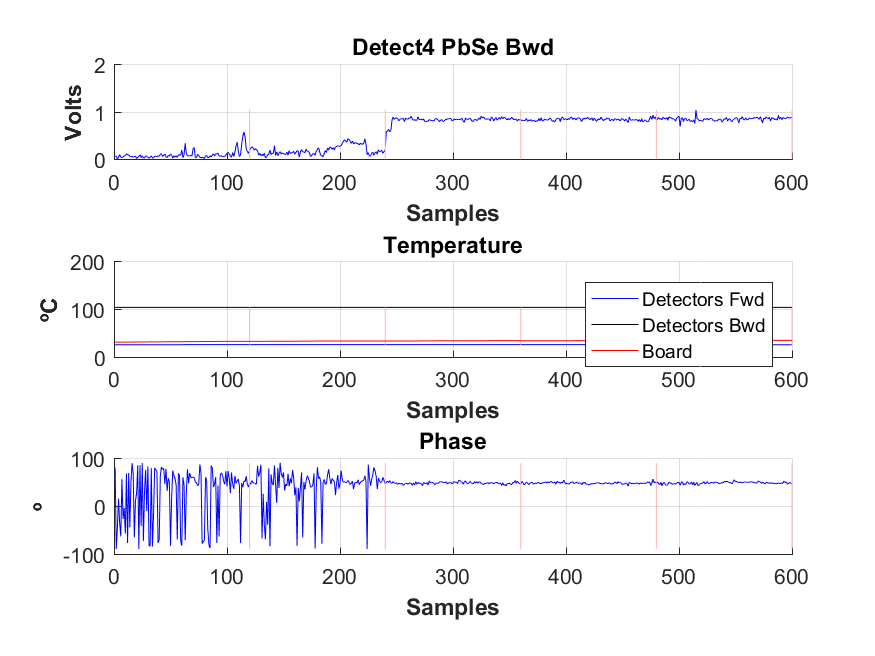 Detect4 PbSe Bwd
Volts
2
1
0
0 100 200 300 400 500 600
Samples
Temperature
ºC
200
100
0
Detectors Fwd
Detectors Bwd
Board
0 100 200 300 400 500 600
Samples
Phase
º
100
0
-100
0 100 200 300 400 500 600
Samples